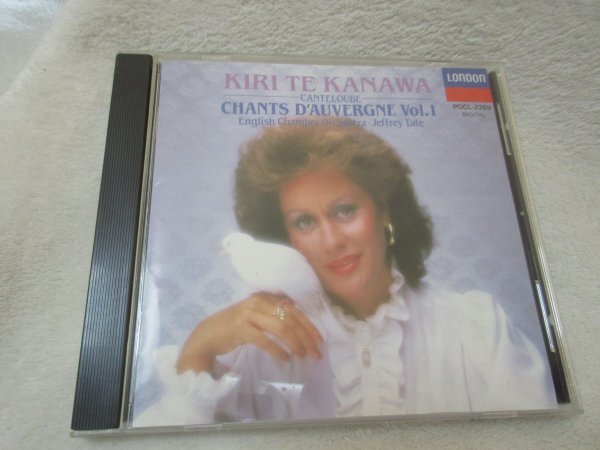 KIRI TE KANAWA
CANTELOUBE
CHANTS D'AUVERGNE Vol.1
English Chamber Orchestra · Jeffrey Tate
LONDON
POCL-2269
DIGITAL